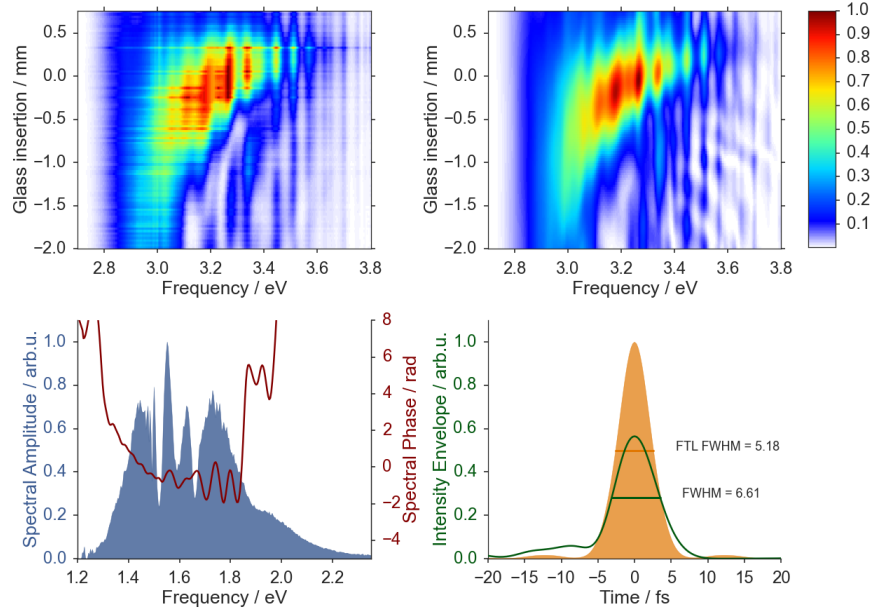 0.5
0.0
−0.5
−1.0
−1.5
−2.0
Glass insertion / mm
2.8 3.0 3.2 3.4 3.6 3.8
Frequency / eV
0.5
0.0
−0.5
−1.0
−1.5
−2.0
Glass insertion / mm
2.8 3.0 3.2 3.4 3.6 3.8
Frequency / eV
1.0
0.9
0.8
0.7
0.6
0.5
0.4
0.3
0.2
0.1
1.0
0.8
0.6
0.4
0.2
0.0
Spectral Amplitude / arb.u.
8
6
4
2
0
−2
−4
Spectral Phase / rad
1.2 1.4 1.6 1.8 2.0 2.2
Frequency / eV
1.0
0.8
0.6
0.4
0.2
0.0
Intensity Envelope / arb.u.
FTL FWHM = 5.18
FWHM = 6.61
−20 −15 −10 −5 0 5 10 15 20
Time / fs